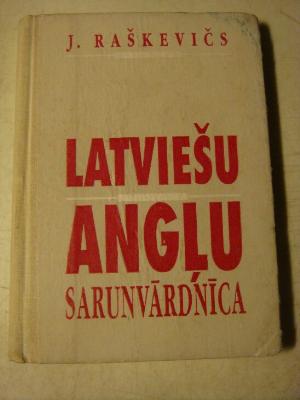 J. RAŠKEVIČS
LATVIEŠU
ANGĻU
SARUNVĀRDNĪCA